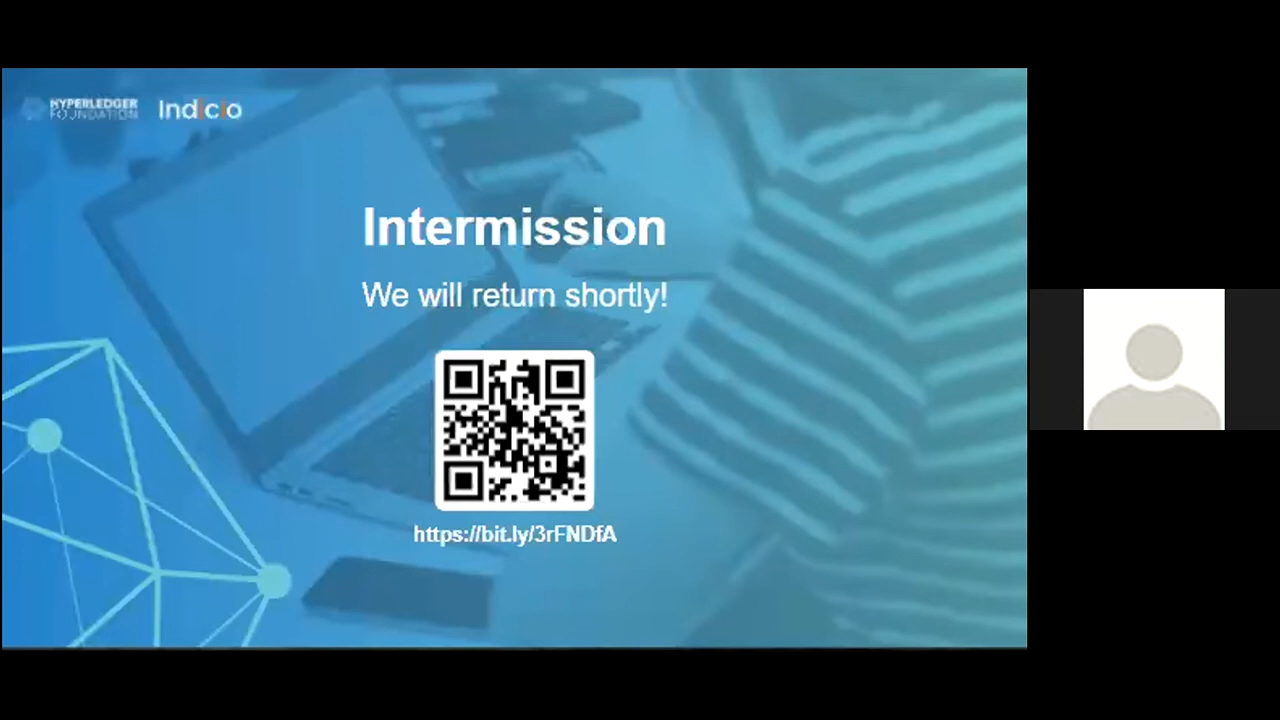 HYPERLEDGER
FOUNDATION
Indicio
Intermission
We will return shortly!
https://bit.ly/3rFNDfA